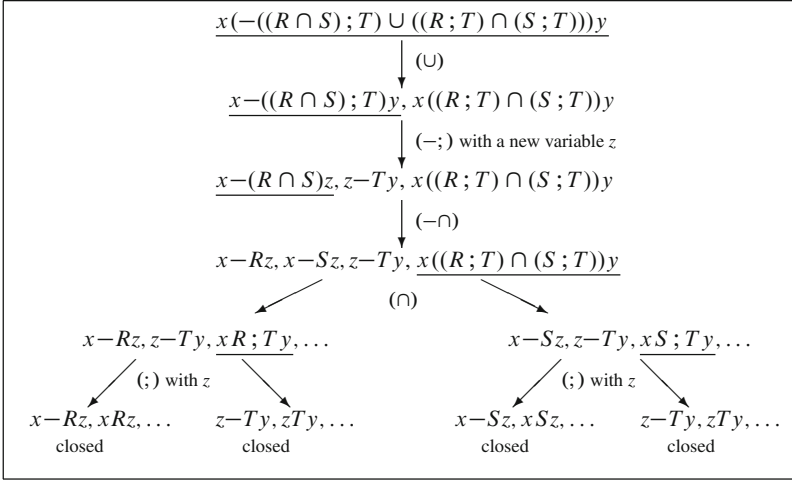 x(−((R ∩ S) ; T) ∪ ((R ; T) ∩ (S ; T)))y
(∪)
x−((R ∩ S) ; T)y, x((R ; T) ∩ (S ; T))y
(−;) with a new variable z
x−(R ∩ S)z, z−Ty, x((R ; T) ∩ (S ; T))y
(−∩)
x−Rz, x−Sz, z−Ty, x((R ; T) ∩ (S ; T))y
(∩)
x−Rz, z−Ty, xR ; Ty, ... x−Sz, z−Ty, xS ; Ty, ...
(;) with z (;) with z
x−Rz, xRz, ... z−Ty, zTy, ... x−Sz, xSz, ... z−Ty, zTy, ...
closed closed closed closed